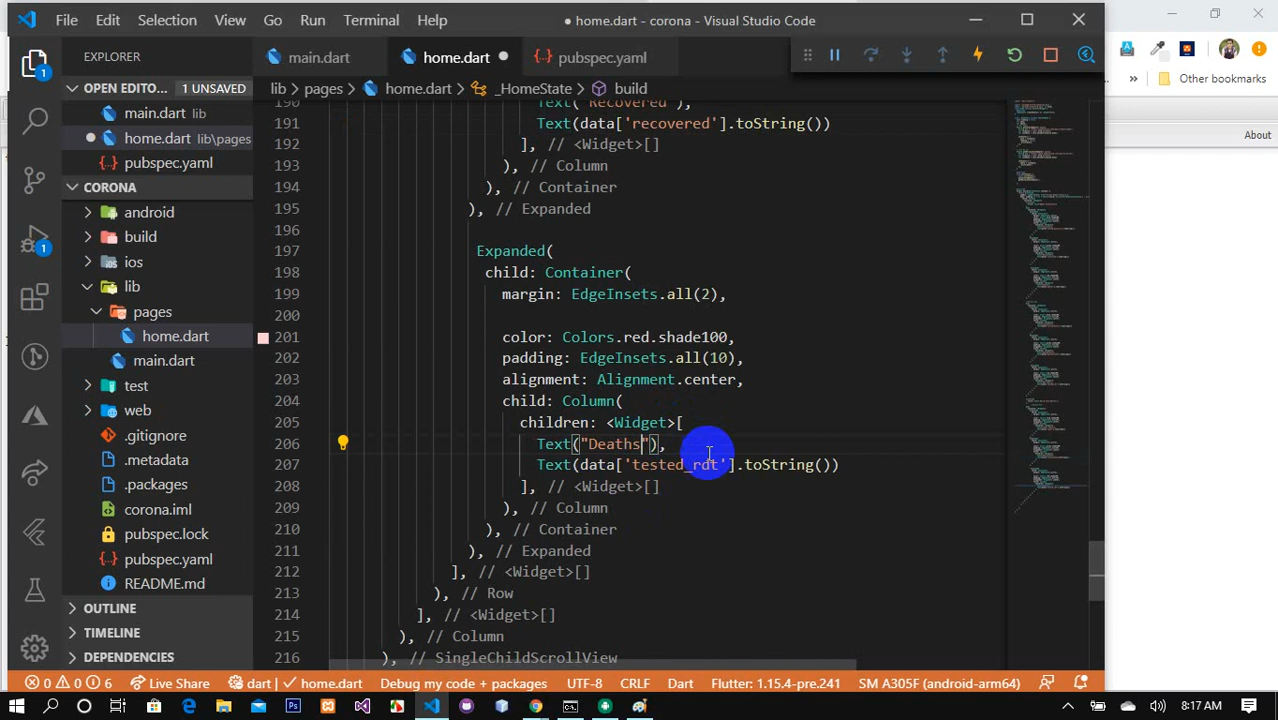 File Edit Selection View Go Run Terminal Help
● home.dart - corona - Visual Studio Code
EXPLORER
main.dart
home.dart
pubspec.yaml
Other bookmarks
OPEN EDITO... 1 UNSAVED
main.dart lib
home.dart lib\pages
pubspec.yaml
CORONA
android
build
ios
lib
pages
home.dart
main.dart
test
web
.gitignore
.metadata
.packages
corona.iml
pubspec.lock
pubspec.yaml
README.md
OUTLINE
TIMELINE
DEPENDENCIES
lib > pages > home.dart > _HomeState > build
About
190 Text("Recovered"),
191 Text(data['recovered'].toString())
192 ], // <Widget>[]
193 ), // Column
194 ), // Container
195 ), // Expanded
196
197 Expanded(
198 child: Container(
199 margin: EdgeInsets.all(2),
200
201 color: Colors.red.shade100,
202 padding: EdgeInsets.all(10),
203 alignment: Alignment.center,
204 child: Column(
205 children: <Widget>[
206 Text("Deaths"),
207 Text(data['tested_rdt'].toString())
208 ], // <Widget>[]
209 ), // Column
210 ), // Container
211 ), // Expanded
212 ], // <Widget>[]
213 ), // Row
214 ], // <Widget>[]
215 ), // Column
216 ), // SingleChildScrollView
0 0 6 Live Share dart | home.dart Debug my code + packages UTF-8 CRLF Dart Flutter: 1.15.4-pre.241 SM A305F (android-arm64)
8:17 AM